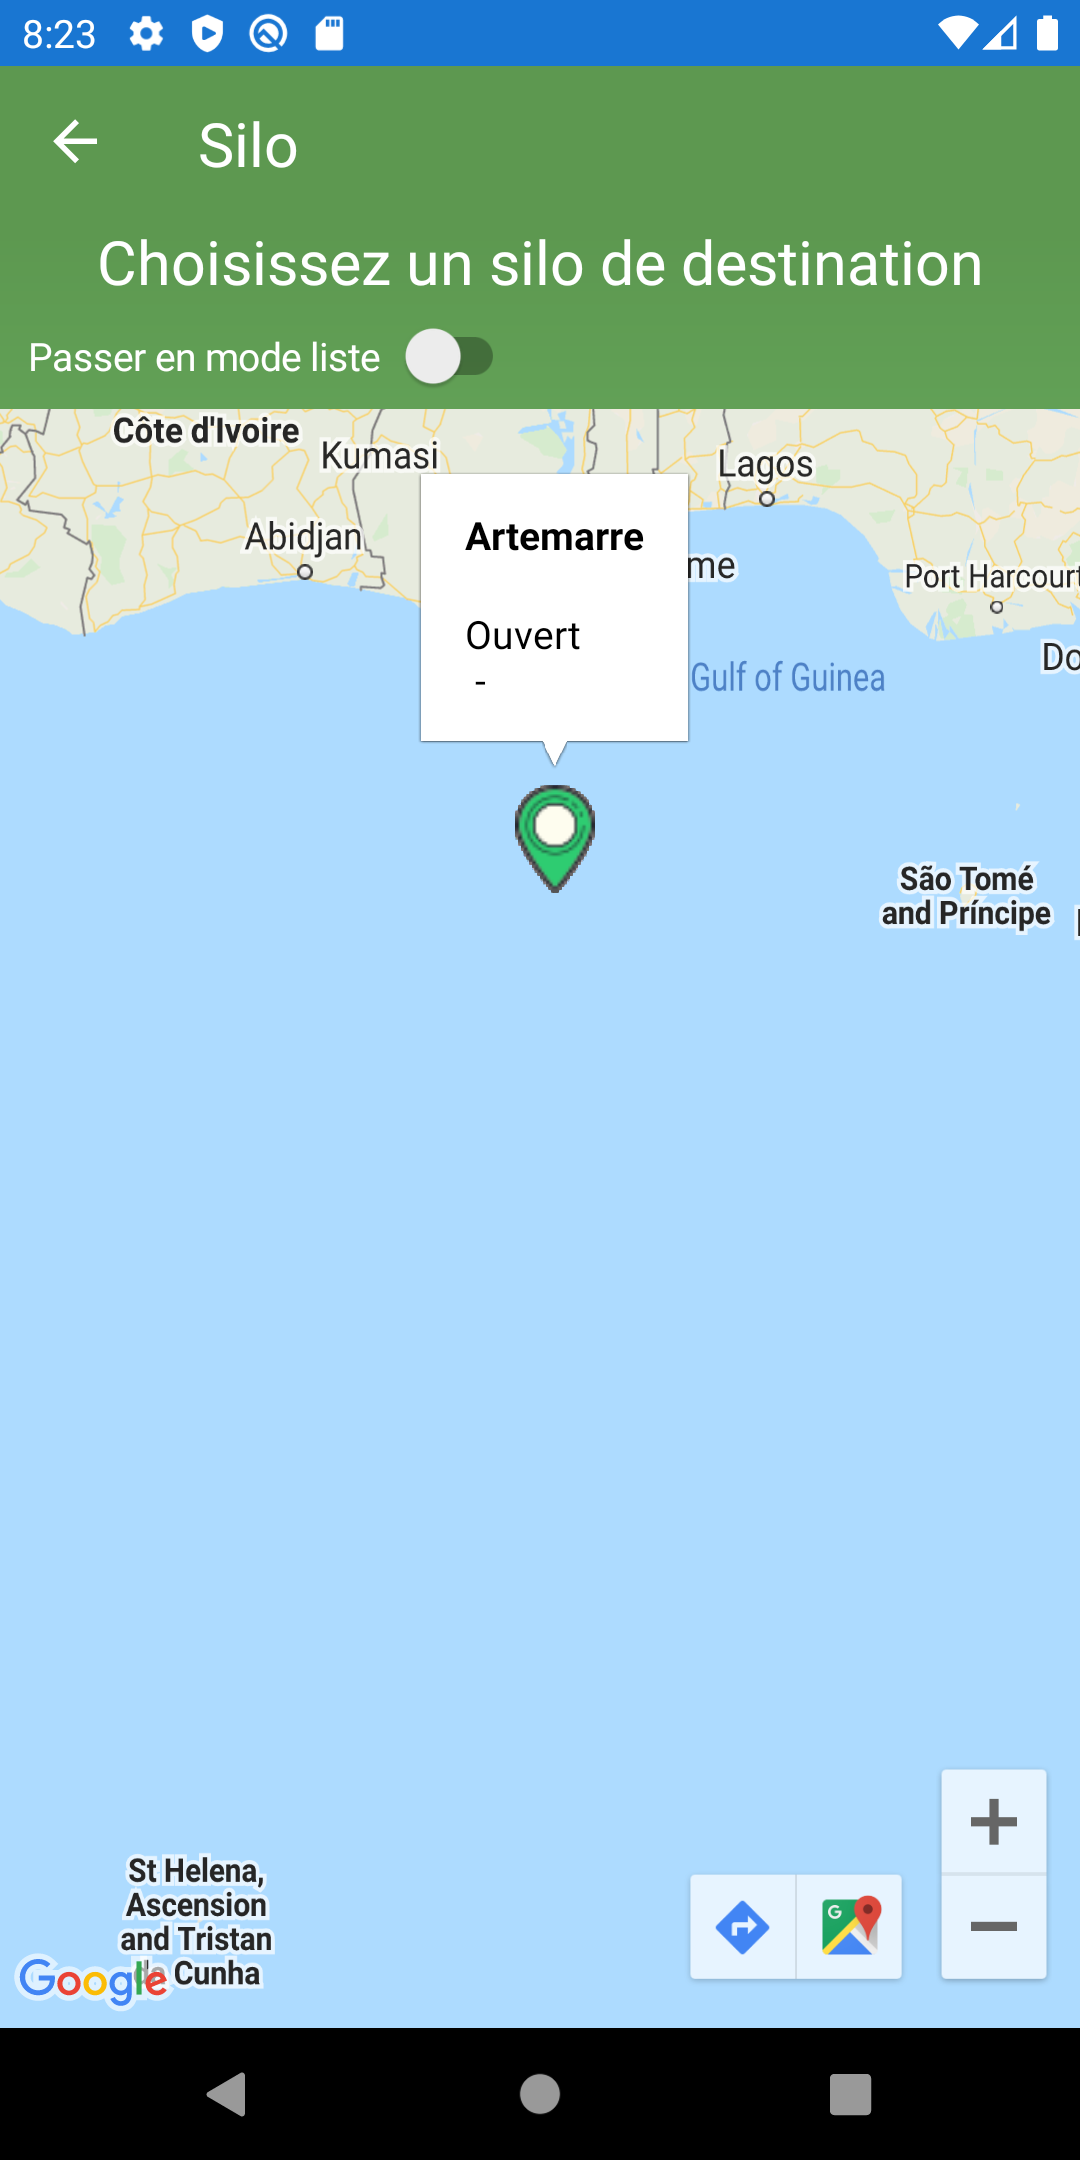 8:23
Silo
Choisissez un silo de destination
Passer en mode liste
Côte d'Ivoire
Kumasi
Lagos
Abidjan
Artemarre
me
Port Harcourt
Ouvert
-
Do
Gulf of Guinea
São Tomé
and Príncipe
St Helena,
Ascension
and Tristan
da Cunha
Google